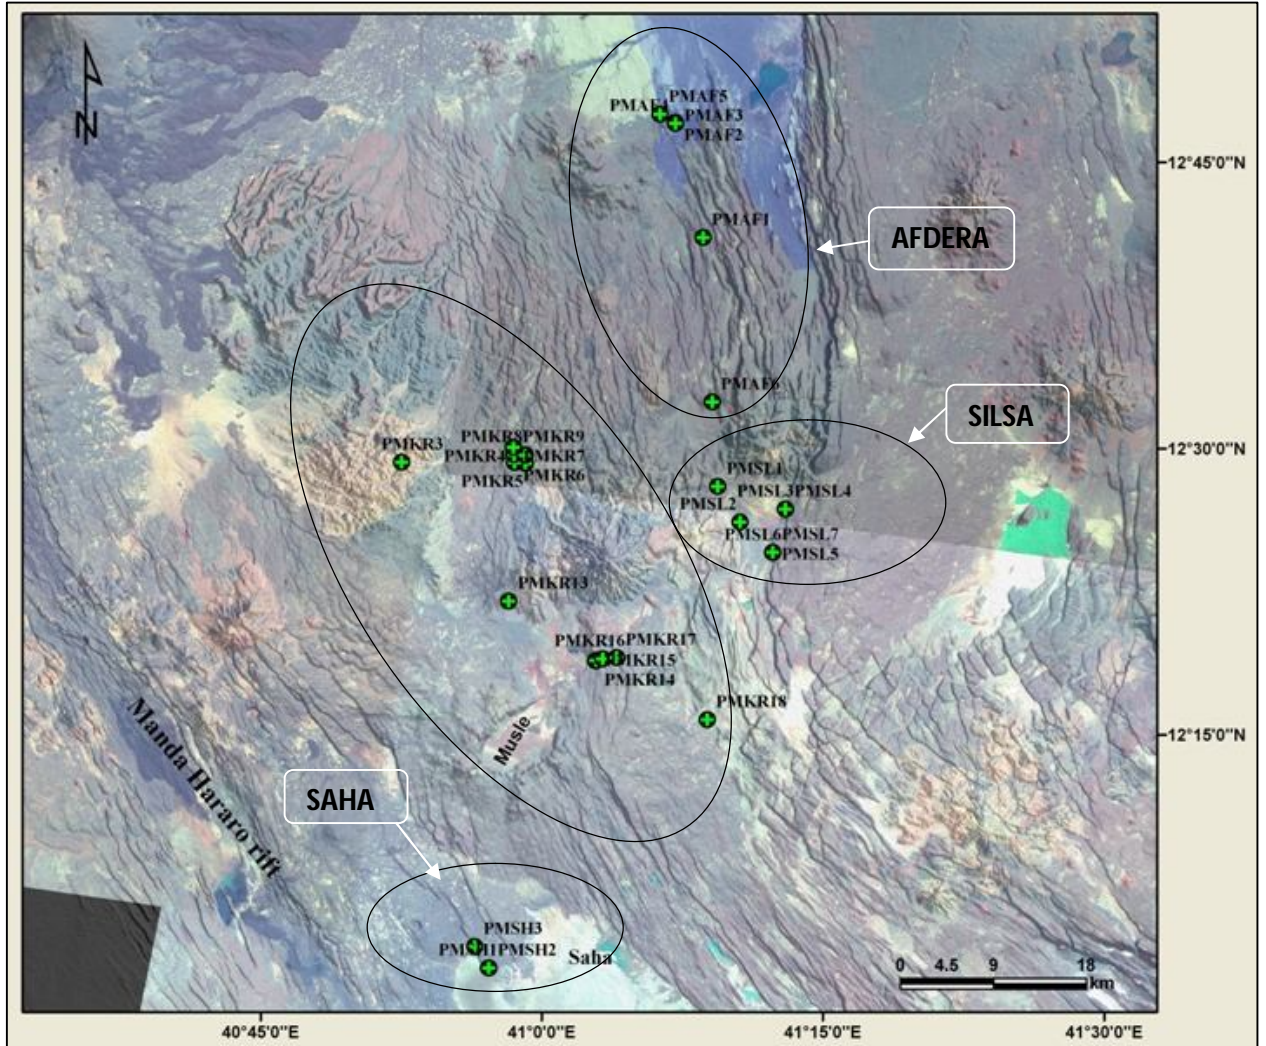 N
PMAF5
PMAF4
PMAF3
PMAF2
12°45'0"N
PMAF1
AFDERA
PMAF6
SILSA
PMKR8 PMKR9
PMKR3
12°30'0"N
PMKR4 PMKR7
PMKR5 PMKR6
PMSL1
PMSL3 PMSL4
PMSL2
PMSL6 PMSL7
PMSL5
PMKR13
PMKR16 PMKR17
PMKR15
PMKR14
PMKR18
12°15'0"N
Musle
Manda Hararo rift
SAHA
PMSH3
PMSH1 PMSH2
Saha
0 4.5 9 18
km
40°45'0"E 41°0'0"E 41°15'0"E 41°30'0"E